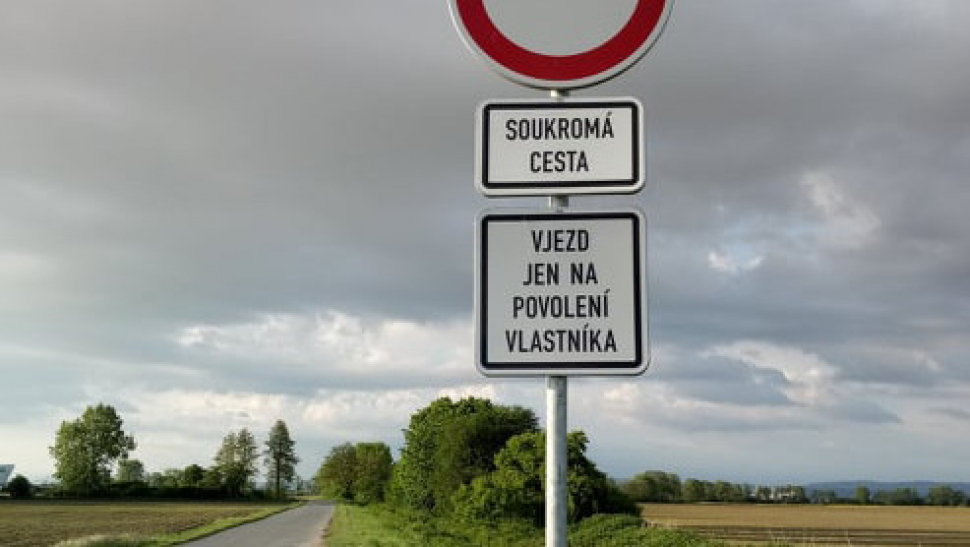 SOUKROMÁ
CESTA
VJEZD
JEN NA
POVOLENÍ
VLASTNÍKA